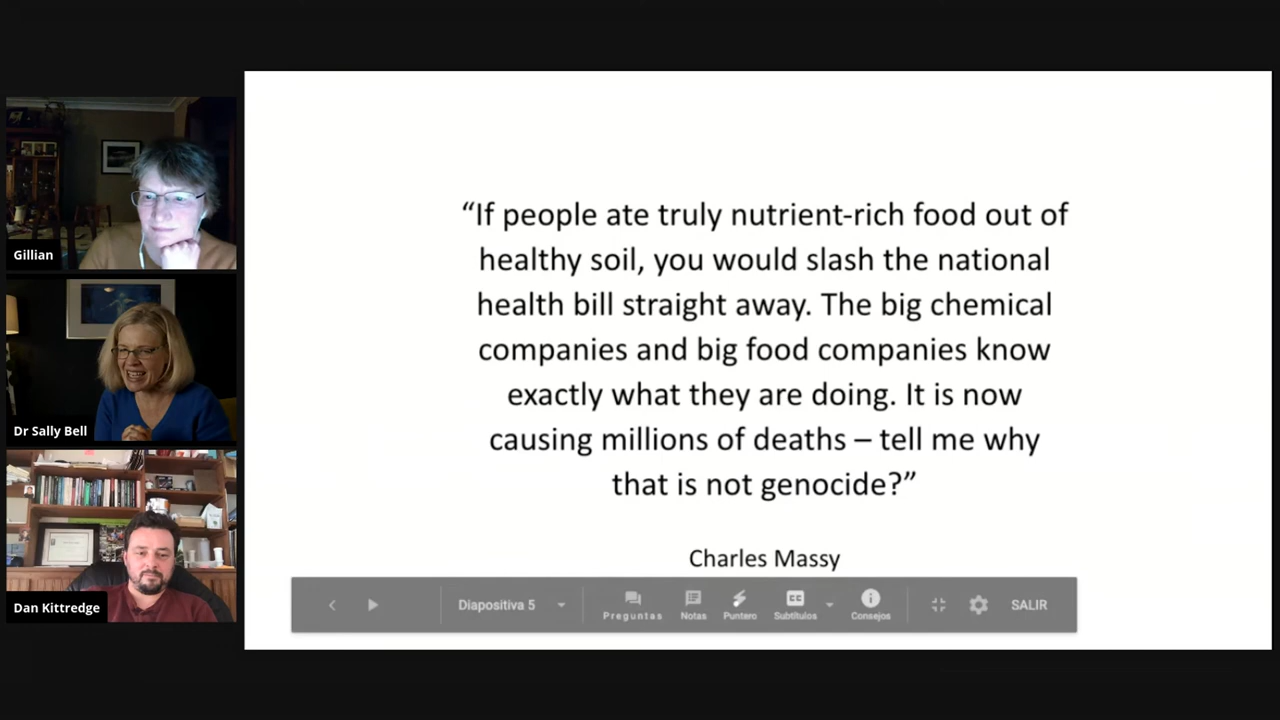 Gillian
Dr Sally Bell
Dan Kittredge
“If people ate truly nutrient-rich food out of
healthy soil, you would slash the national
health bill straight away. The big chemical
companies and big food companies know
exactly what they are doing. It is now
causing millions of deaths – tell me why
that is not genocide?”
Charles Massy
Diapositiva 5
Preguntas
Notas
Puntero
CC
Subtítulos
Consejos
SALIR